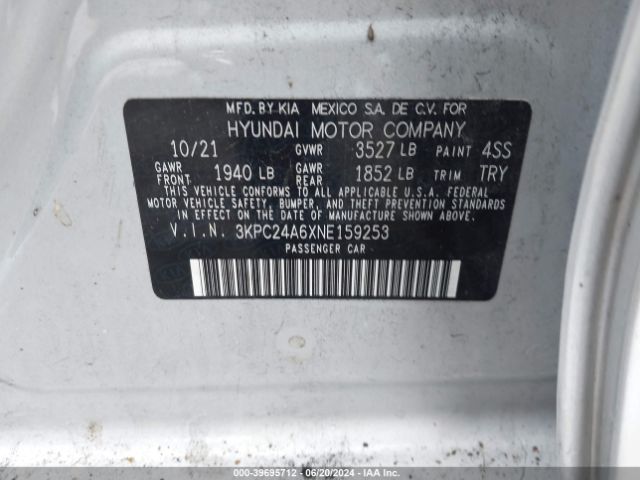 MFD. BY KIA MEXICO S.A. DE C.V. FOR
HYUNDAI MOTOR COMPANY
10/21 GVWR 3527 LB PAINT 4SS
GAWR FRONT 1940 LB GAWR REAR 1852 LB TRIM TRY
THIS VEHICLE CONFORMS TO ALL APPLICABLE U.S.A. FEDERAL
MOTOR VEHICLE SAFETY, BUMPER, AND THEFT PREVENTION STANDARDS
IN EFFECT ON THE DATE OF MANUFACTURE SHOWN ABOVE.
V.I.N. 3KPC24A6XNE159253
PASSENGER CAR
000-39695712 - 06/20/2024 - IAA Inc.